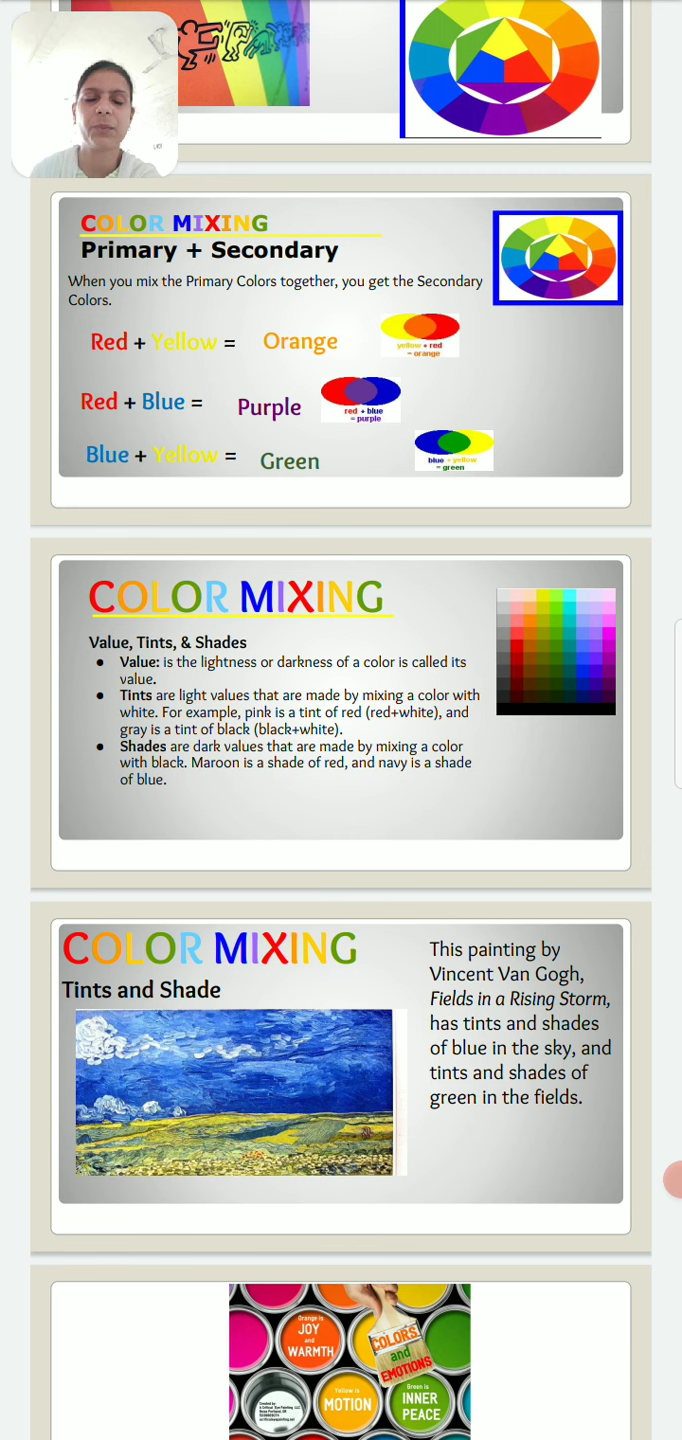 COLOR MIXING
Primary + Secondary
When you mix the Primary Colors together, you get the Secondary
Colors.
Red + Yellow = Orange
yellow + red
= orange
Red + Blue = Purple
red + blue
= purple
Blue + Yellow = Green
blue + yellow
= green
COLOR MIXING
Value, Tints, & Shades
● Value: is the lightness or darkness of a color is called its
value.
● Tints are light values that are made by mixing a color with
white. For example, pink is a tint of red (red+white), and
gray is a tint of black (black+white).
● Shades are dark values that are made by mixing a color
with black. Maroon is a shade of red, and navy is a shade
of blue.
COLOR MIXING
Tints and Shade
This painting by
Vincent Van Gogh,
Fields in a Rising Storm,
has tints and shades
of blue in the sky, and
tints and shades of
green in the fields.
Orange is
JOY
and
WARMTH
COLORS
and
EMOTIONS
Created by
Yellow is
MOTION
Green is
INNER
PEACE